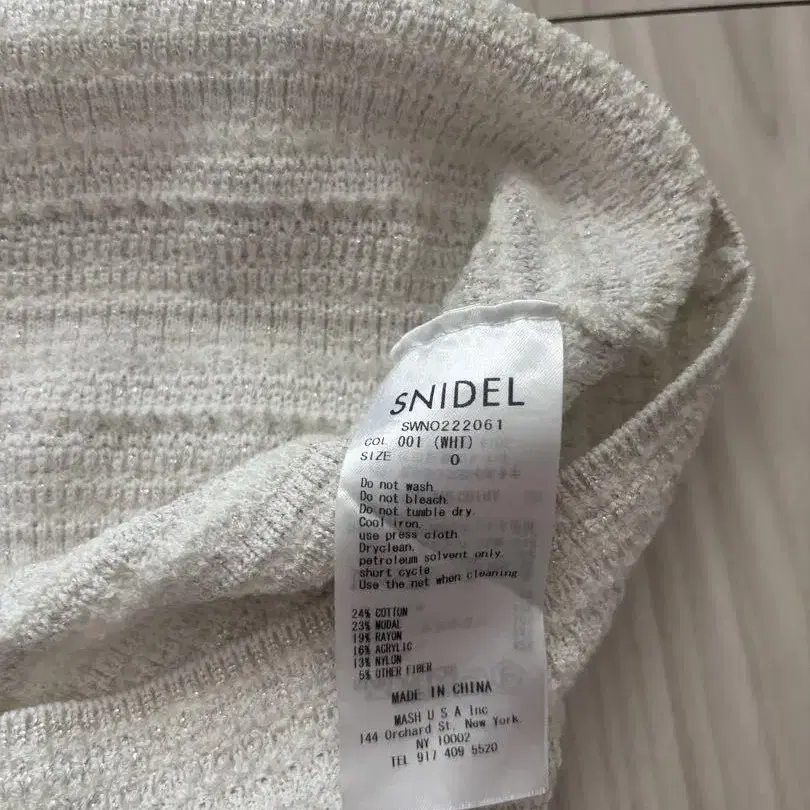 SNIDEL
SWNO222061
COL 001 (WHT)
SIZE 0
Do not wash
Do not bleach
Do not tumble dry.
Cool iron.
use press cloth
Dryclean.
petroleum solvent only.
short cycle
Use the net when cleaning
24% COTTON
23% MODAL
19% RAYON
16% ACRYLIC
13% NYLON
5% OTHER FIBER
MADE IN CHINA
MASH U S A Inc
144 Orchard St, New York.
NY 10002
TEL 917 409 5520